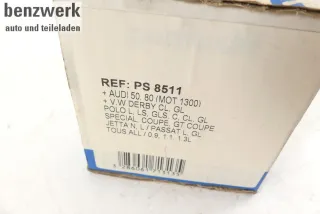 benzwerk
auto und teileladen
REF: PS 8511
+ AUDI 50, 80 (MOT 1300)
+ V.W DERBY CL, GL
POLO L, LS, GLS, C, CL, GL
SPECIAL, COUPE, GT COUPE
JETTA N, L / PASSAT L, GL
TOUS ALL / 0.9, 1.1, 1.3L